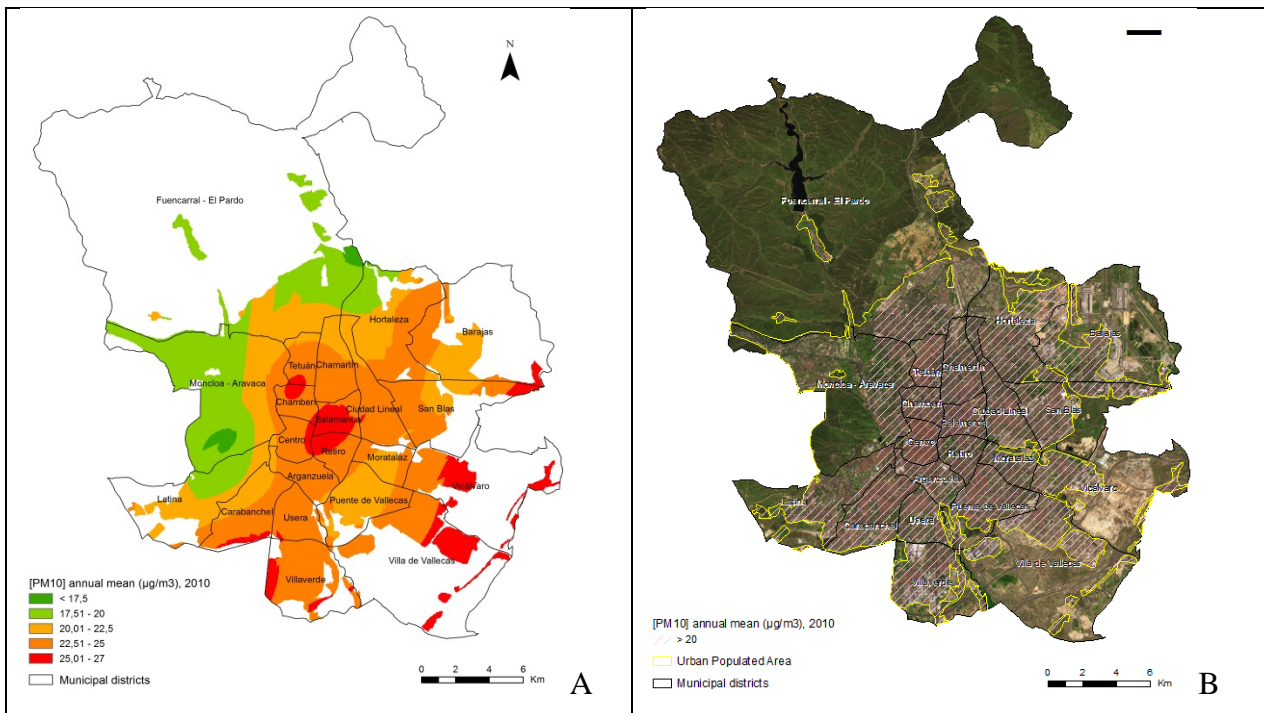 N
Fuencarral - El Pardo
Hortaleza
Barajas
Tetuán
Chamartín
Moncloa - Aravaca
Chamberí
Ciudad Lineal
San Blas
Salamanca
Centro
Retiro
Moratalaz
Vicálvaro
Arganzuela
Latina
Puente de Vallecas
Carabanchel
Usera
Villa de Vallecas
Villaverde
[PM10] annual mean (µg/m3), 2010
< 17,5
17,51 - 20
20,01 - 22,5
22,51 - 25
25,01 - 27
Municipal districts
0 2 4 6
Km
A
Fuencarral - El Pardo
Hortaleza
Barajas
Chamartín
Tetuán
Moncloa - Aravaca
Chamberí
Ciudad Lineal
San Blas
Salamanca
Centro
Retiro
Moratalaz
Arganzuela
Vicálvaro
Latina
Puente de Vallecas
Carabanchel
Usera
Villa de Vallecas
Villaverde
[PM10] annual mean (µg/m3), 2010
> 20
Urban Populated Area
Municipal districts
0 2 4 6
Km
B